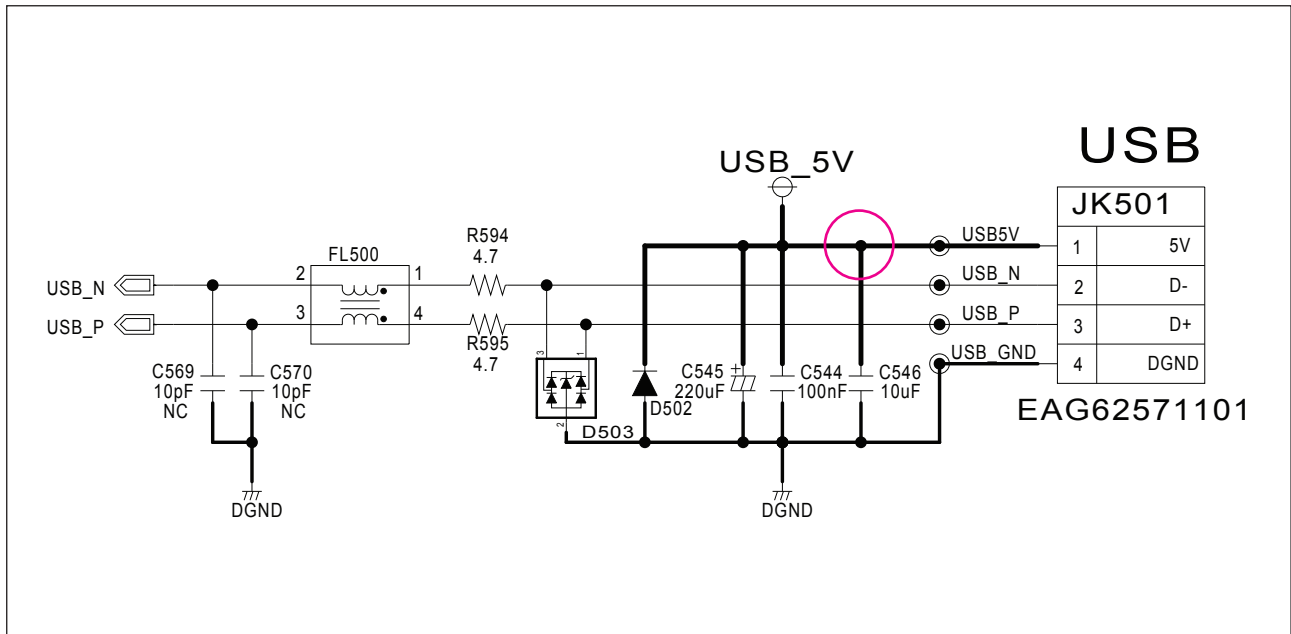 USB
USB_5V
JK501
1 5V
2 D-
3 D+
4 DGND
EAG62571101
USB5V
USB_N
USB_P
USB_GND
R594
4.7
FL500
2 1
3 4
USB_N
USB_P
R595
4.7
C569
10pF
NC
C570
10pF
NC
3 1
2
D503
D502
C545
220uF
+
C544
100nF
C546
10uF
DGND
DGND